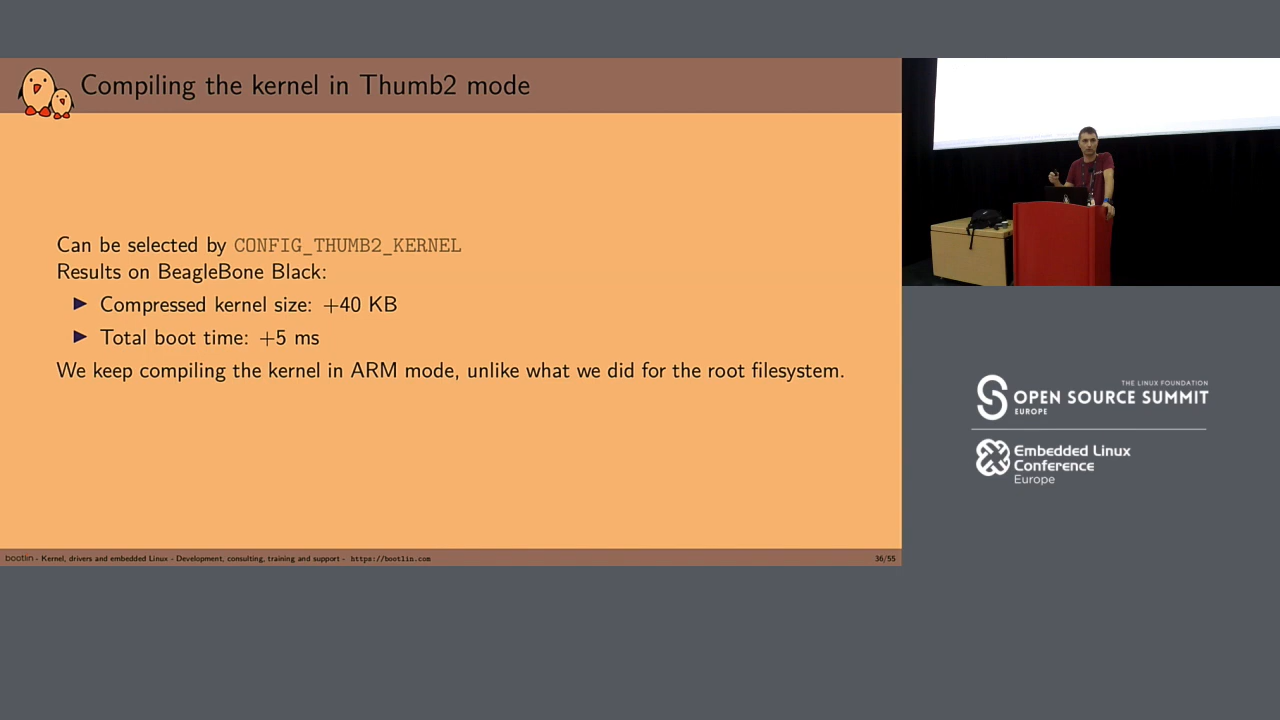 Compiling the kernel in Thumb2 mode
Can be selected by CONFIG_THUMB2_KERNEL
Results on BeagleBone Black:
▶ Compressed kernel size: +40 KB
▶ Total boot time: +5 ms
We keep compiling the kernel in ARM mode, unlike what we did for the root filesystem.
bootlin - Kernel, drivers and embedded Linux - Development, consulting, training and support - https://bootlin.com
36/55
THE LINUX FOUNDATION
OPEN SOURCE SUMMIT
EUROPE
Embedded Linux
Conference
Europe